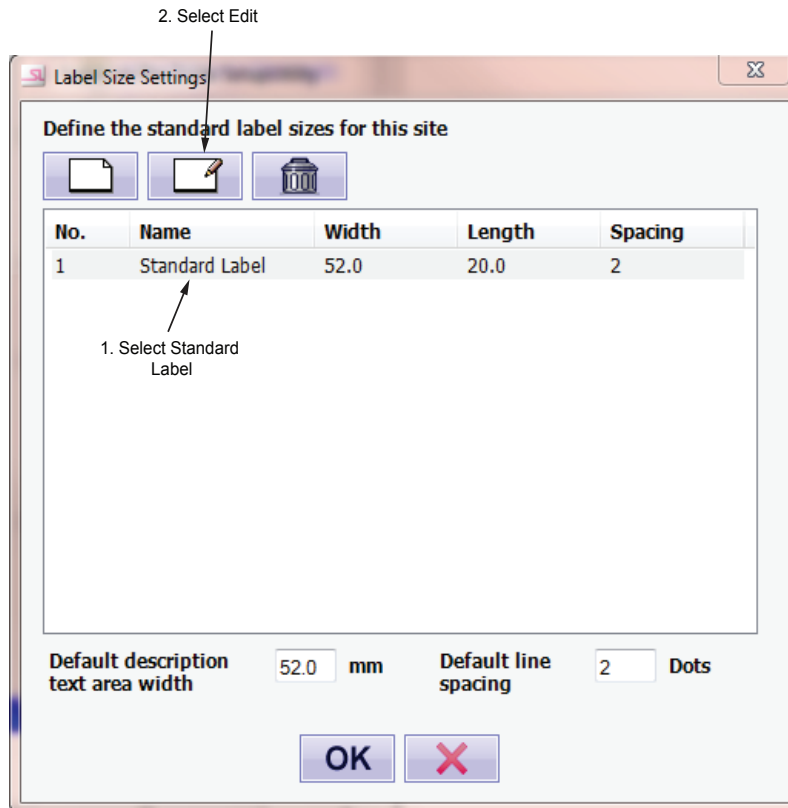 2. Select Edit
Label Size Settings
Define the standard label sizes for this site
No. Name Width Length Spacing
1 Standard Label 52.0 20.0 2
1. Select Standard
Label
Default description
text area width
52.0 mm
Default line
spacing
2 Dots
OK